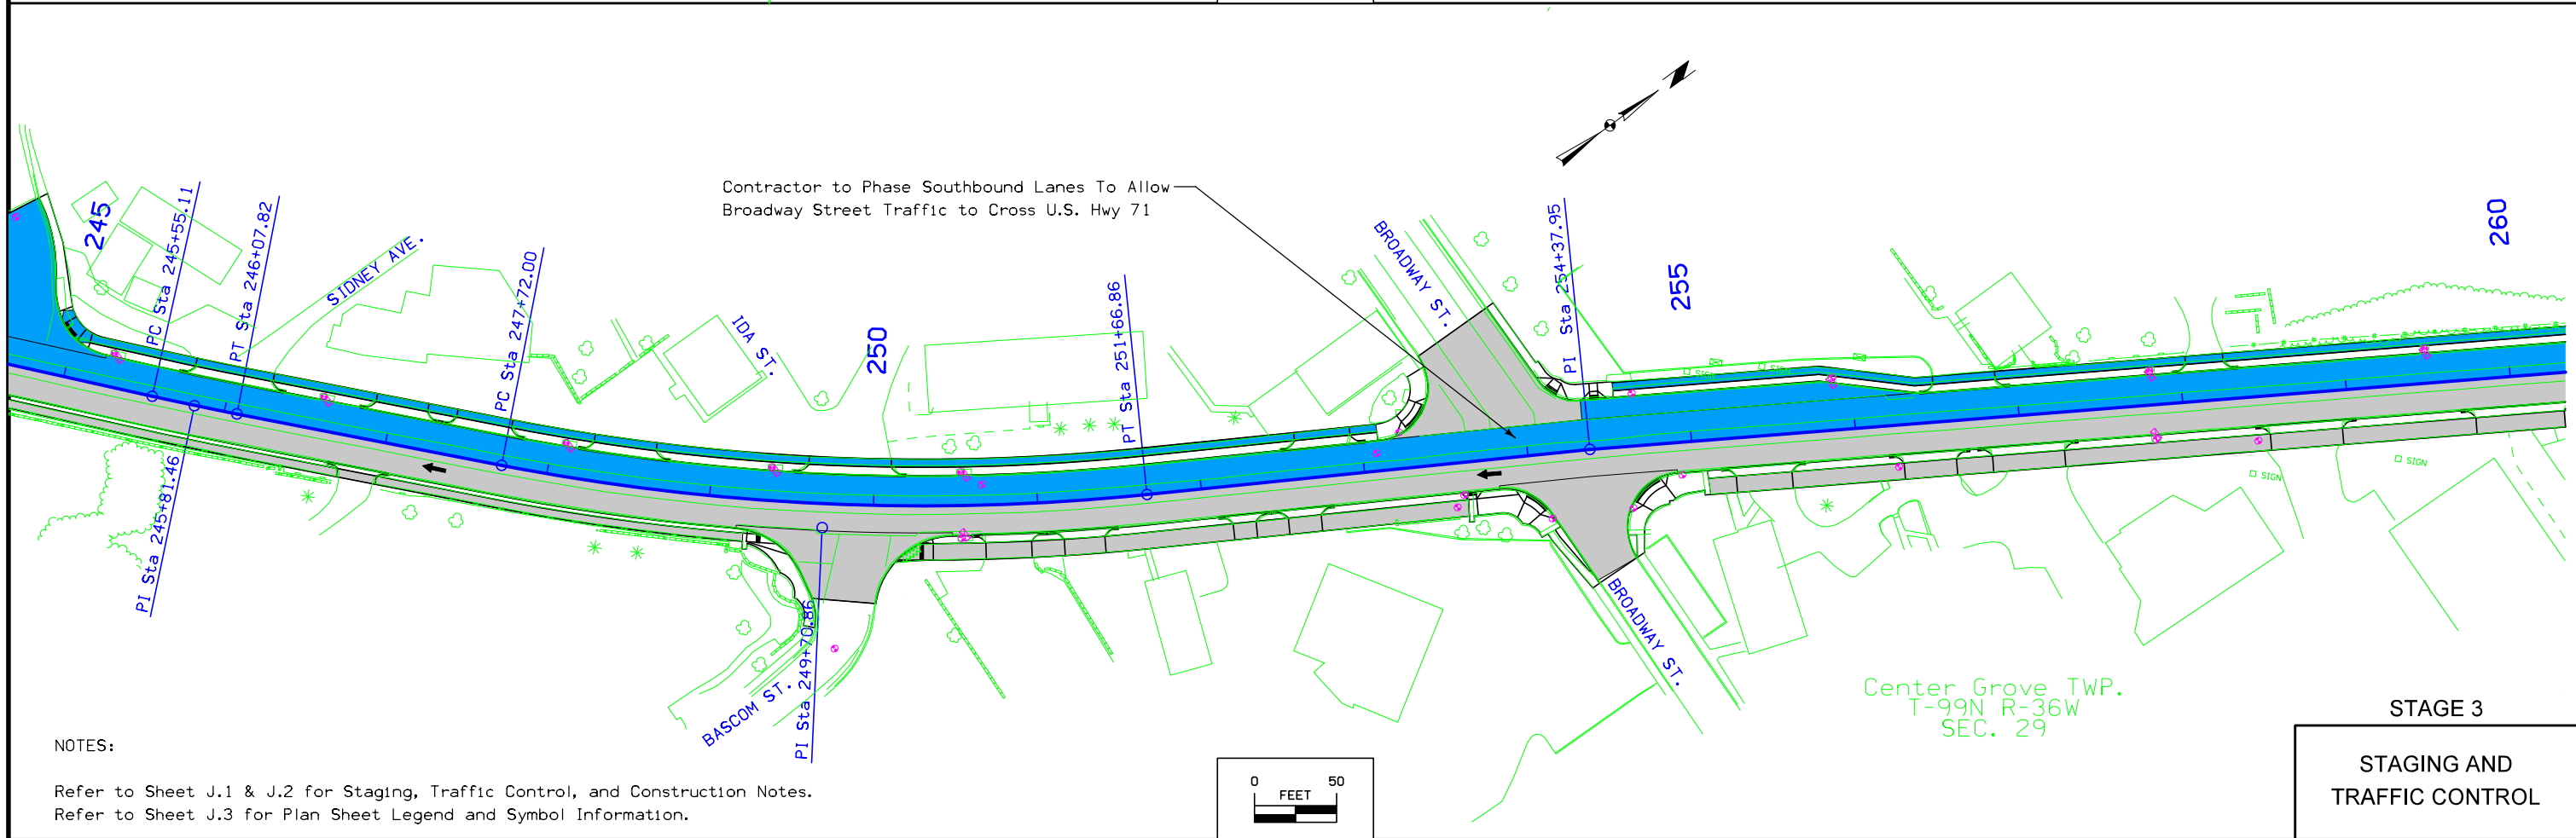 Contractor to Phase Southbound Lanes To Allow
Broadway Street Traffic to Cross U.S. Hwy 71
245
PC Sta 245+55.11
PT Sta 246+07.82
SIDNEY AVE.
PC Sta 247+72.00
IDA ST.
250
PT Sta 251+66.86
BROADWAY ST.
PI Sta 254+37.95
255
260
SIGN
SIGN
PI Sta 245+81.46
PI Sta 249+70.86
BASCOM ST.
BROADWAY ST.
SIGN
SIGN
Center Grove TWP.
T-99N R-36W
SEC. 29
NOTES:
Refer to Sheet J.1 & J.2 for Staging, Traffic Control, and Construction Notes.
Refer to Sheet J.3 for Plan Sheet Legend and Symbol Information.
0 50
FEET
STAGE 3
STAGING AND
TRAFFIC CONTROL